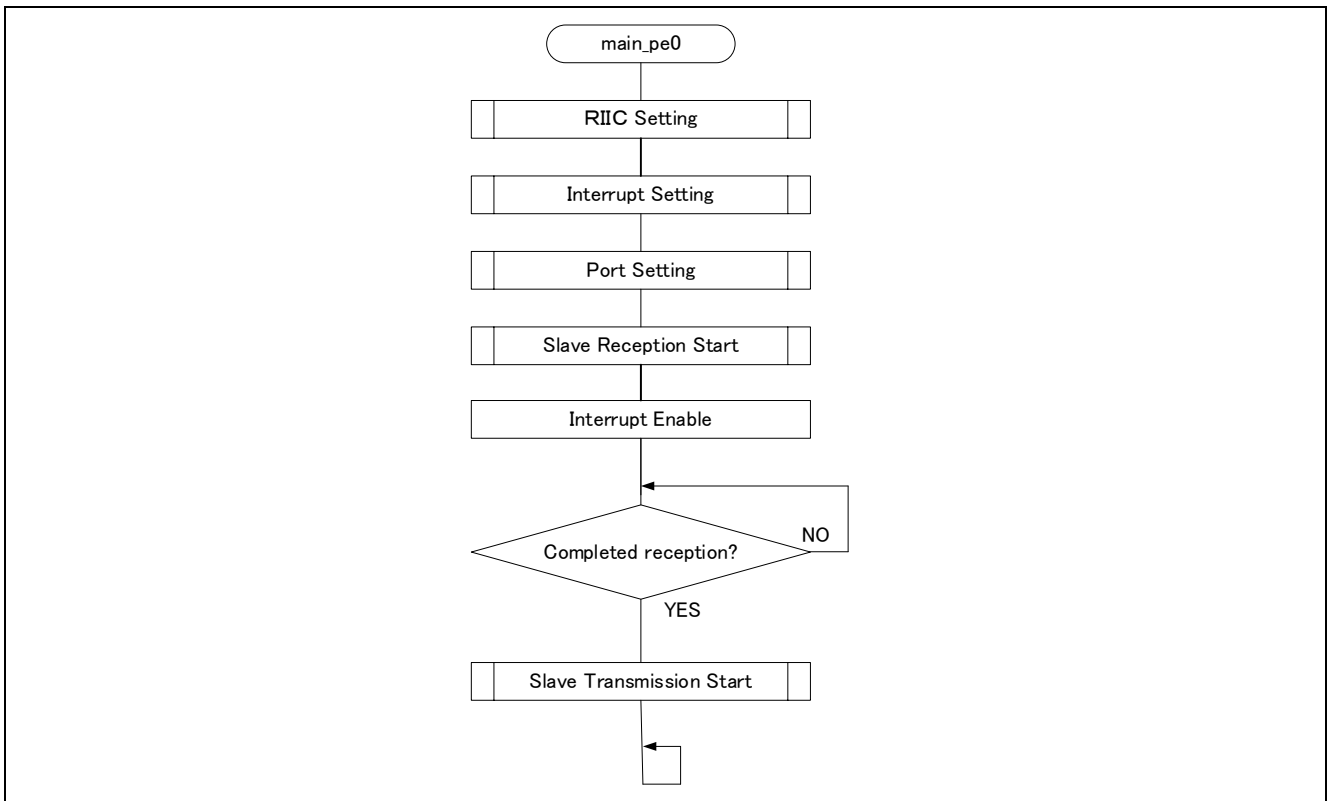 main_pe0
RIIC Setting
Interrupt Setting
Port Setting
Slave Reception Start
Interrupt Enable
Completed reception?
NO
YES
Slave Transmission Start